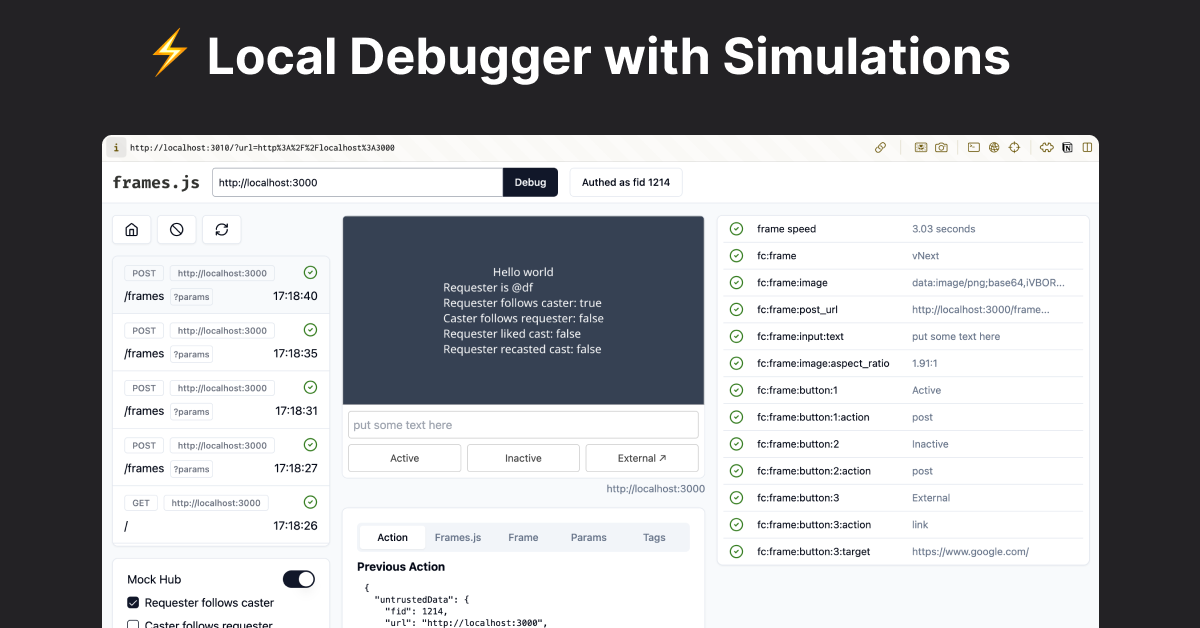 ⚡ Local Debugger with Simulations
http://localhost:3010/?url=http%3A%2F%2Flocalhost%3A3000
frames.js
http://localhost:3000
Debug
Authed as fid 1214
POST http://localhost:3000
/frames ?params 17:18:40
POST http://localhost:3000
/frames ?params 17:18:35
POST http://localhost:3000
/frames ?params 17:18:31
POST http://localhost:3000
/frames ?params 17:18:27
GET http://localhost:3000
/ 17:18:26
Mock Hub
Requester follows caster
Caster follows requester
Hello world
Requester is @df
Requester follows caster: true
Caster follows requester: false
Requester liked cast: false
Requester recasted cast: false
put some text here
Active
Inactive
External ↗
http://localhost:3000
Action Frames.js Frame Params Tags
Previous Action
{
"untrustedData": {
"fid": 1214,
"url": "http://localhost:3000",
frame speed 3.03 seconds
fc:frame vNext
fc:frame:image data:image/png;base64,iVBOR...
fc:frame:post_url http://localhost:3000/frame...
fc:frame:input:text put some text here
fc:frame:image:aspect_ratio 1.91:1
fc:frame:button:1 Active
fc:frame:button:1:action post
fc:frame:button:2 Inactive
fc:frame:button:2:action post
fc:frame:button:3 External
fc:frame:button:3:action link
fc:frame:button:3:target https://www.google.com/